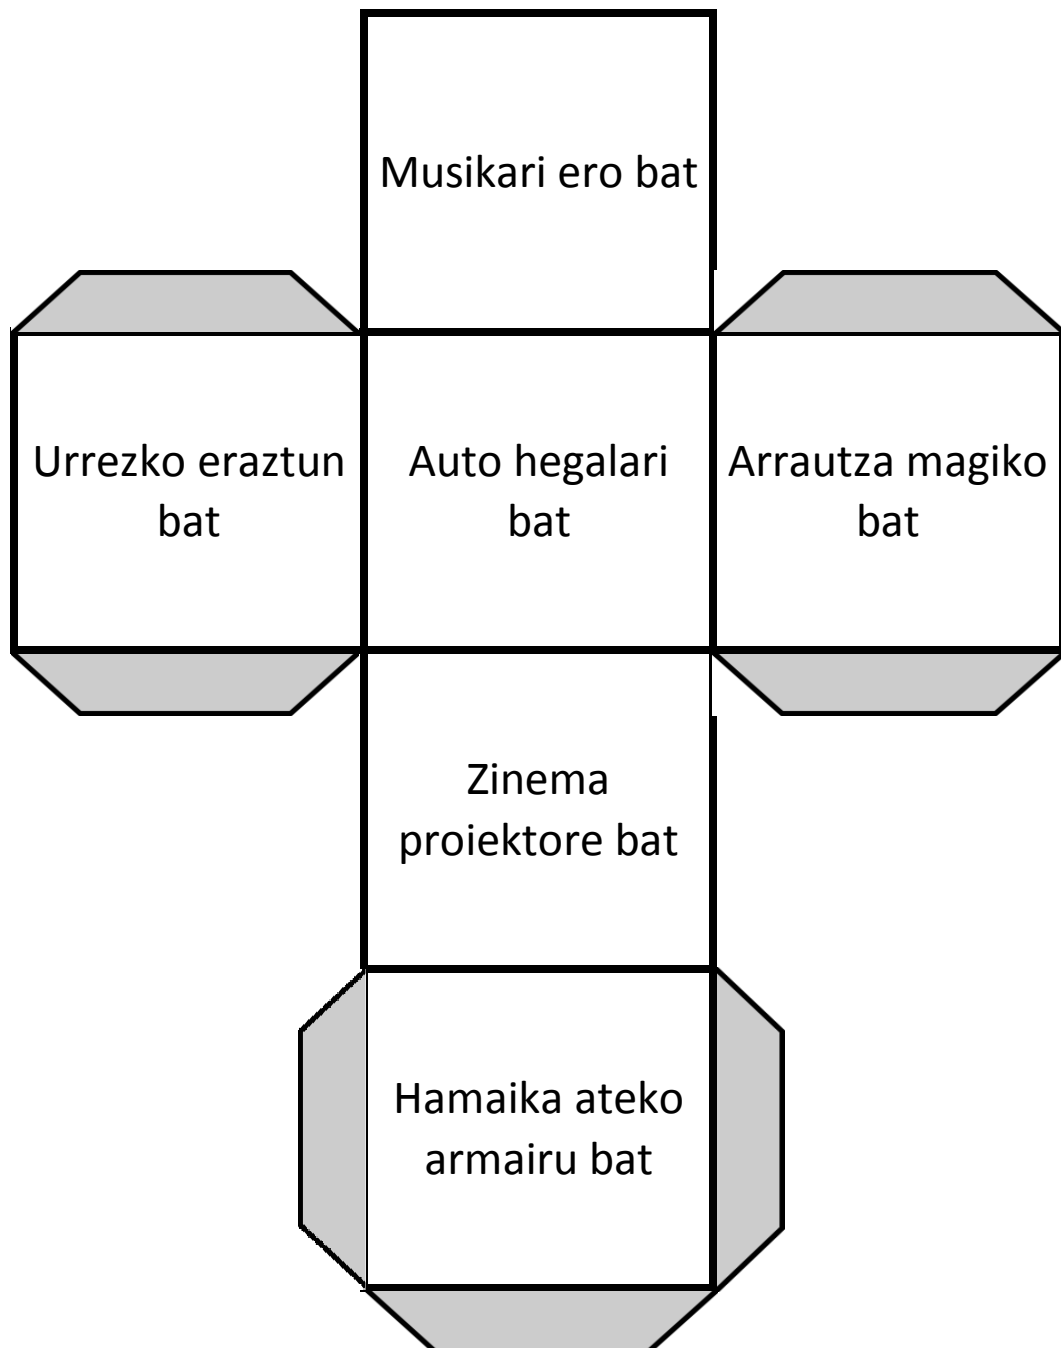 Musikari ero bat
Urrezko eraztun
bat
Auto hegalari
bat
Arrautza magiko
bat
Zinema
proiektore bat
Hamaika ateko
armairu bat